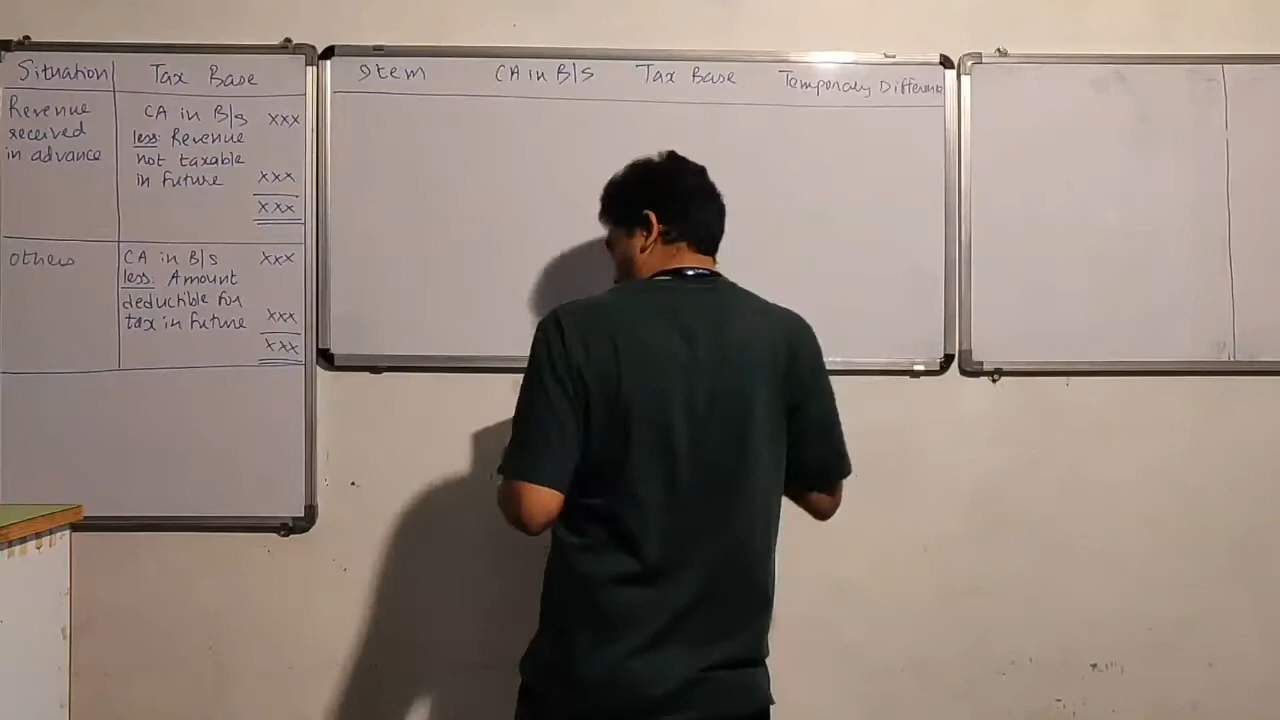 Situation Tax Base
Revenue
received
in advance
CA in B/s xxx
less: Revenue
not taxable
in future xxx
xxx
Others
CA in B/s xxx
less: Amount
deductible for
tax in future xxx
xxx
Item CA in B/s Tax Base Temporary Difference